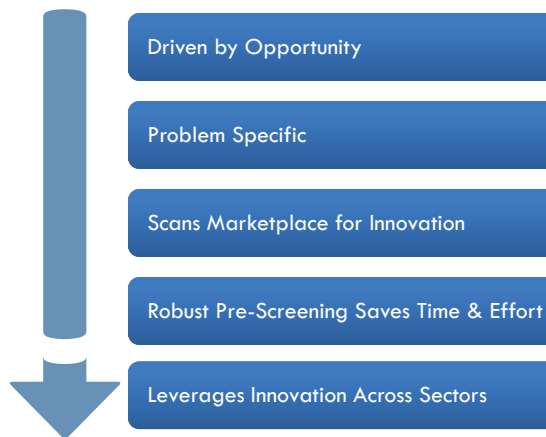 Driven by Opportunity
Problem Specific
Scans Marketplace for Innovation
Robust Pre-Screening Saves Time & Effort
Leverages Innovation Across Sectors